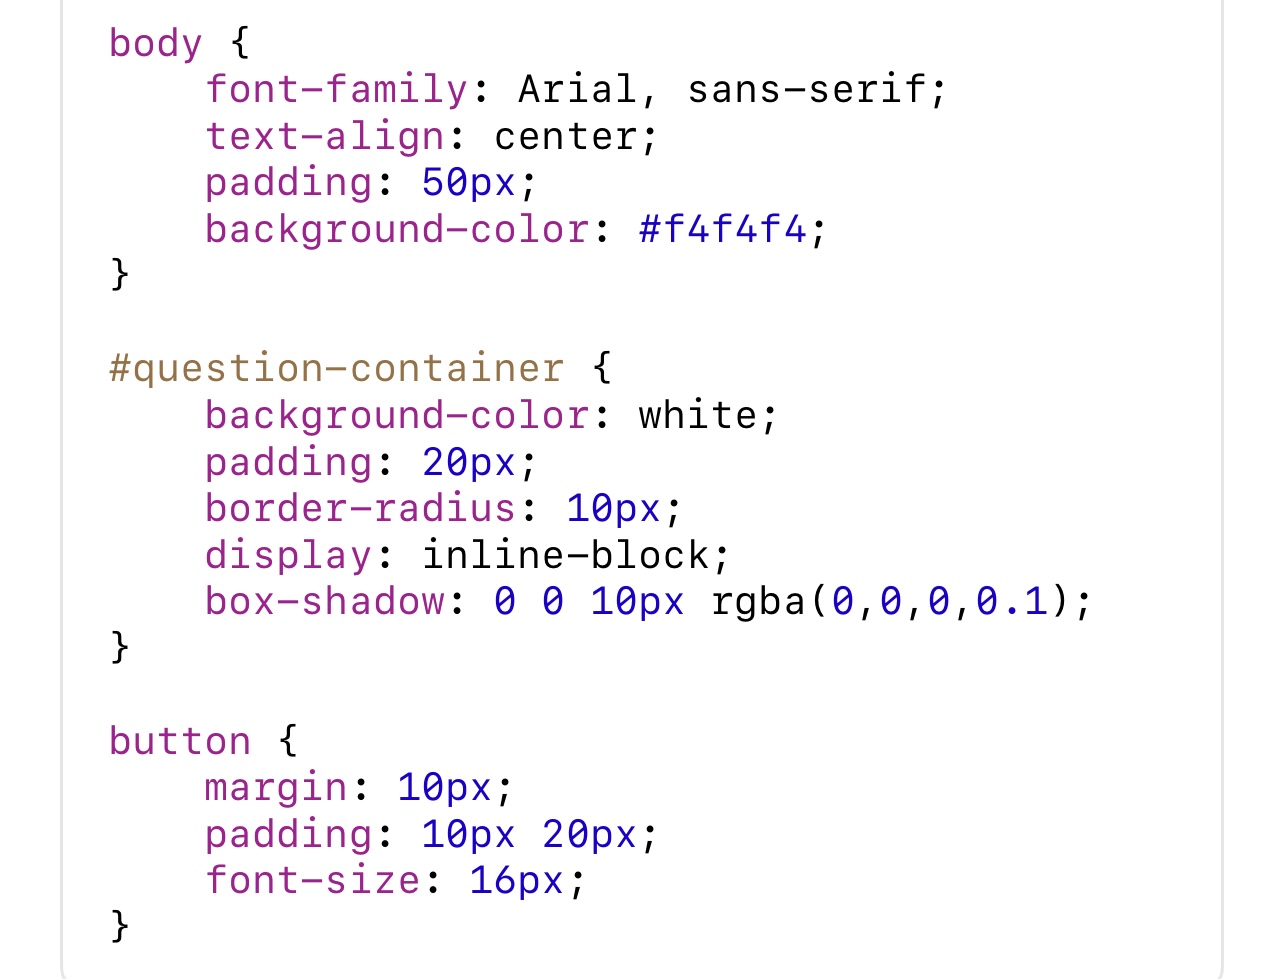 body {
font-family: Arial, sans-serif;
text-align: center;
padding: 50px;
background-color: #f4f4f4;
}
#question-container {
background-color: white;
padding: 20px;
border-radius: 10px;
display: inline-block;
box-shadow: 0 0 10px rgba(0,0,0,0.1);
}
button {
margin: 10px;
padding: 10px 20px;
font-size: 16px;
}